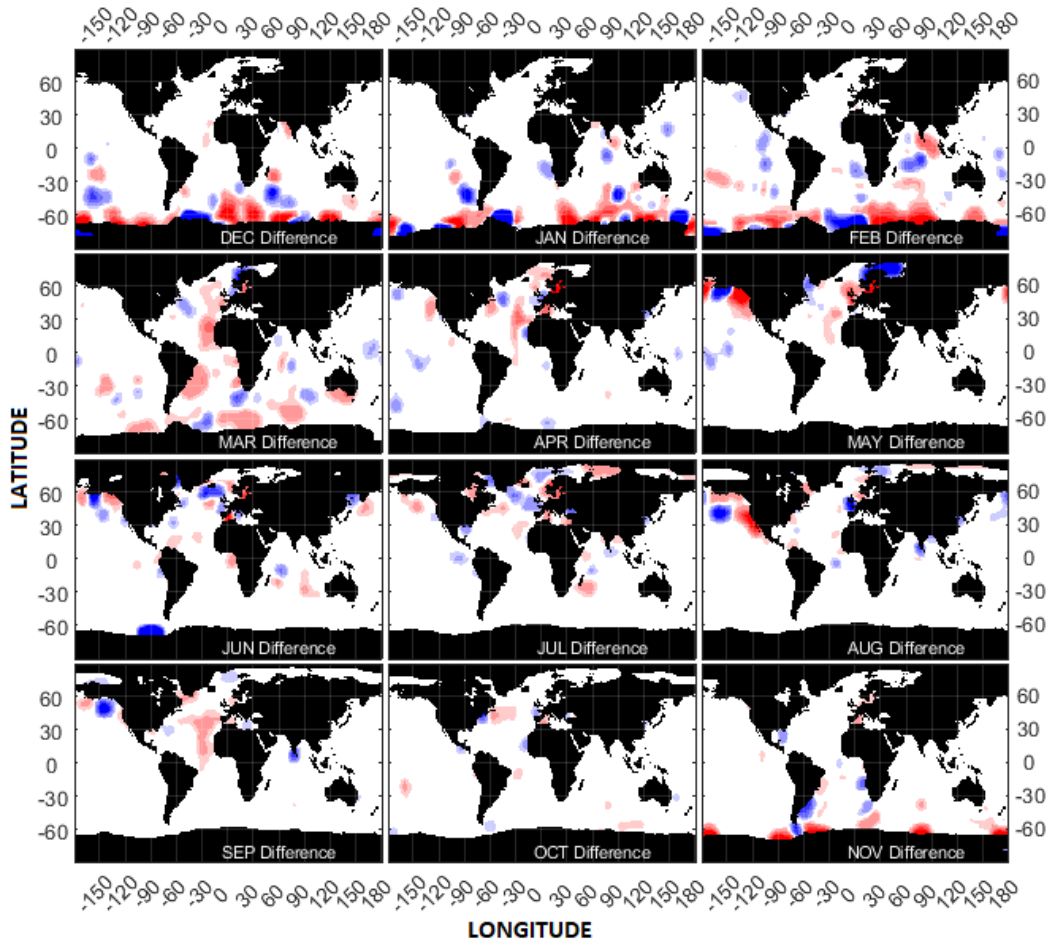 -150 -120 -90 -60 -30 0 30 60 90 120 150 180 -150 -120 -90 -60 -30 0 30 60 90 120 150 180 -150 -120 -90 -60 -30 0 30 60 90 120 150 180
60 60
30 30
0 0
-30 -30
-60 -60
DEC Difference JAN Difference FEB Difference
60 60
30 30
0 0
-30 -30
-60 -60
MAR Difference APR Difference MAY Difference
LATITUDE
60 60
30 30
0 0
-30 -30
-60 -60
JUN Difference JUL Difference AUG Difference
60 60
30 30
0 0
-30 -30
-60 -60
SEP Difference OCT Difference NOV Difference
-150 -120 -90 -60 -30 0 30 60 90 120 150 180 -150 -120 -90 -60 -30 0 30 60 90 120 150 180 -150 -120 -90 -60 -30 0 30 60 90 120 150 180
LONGITUDE